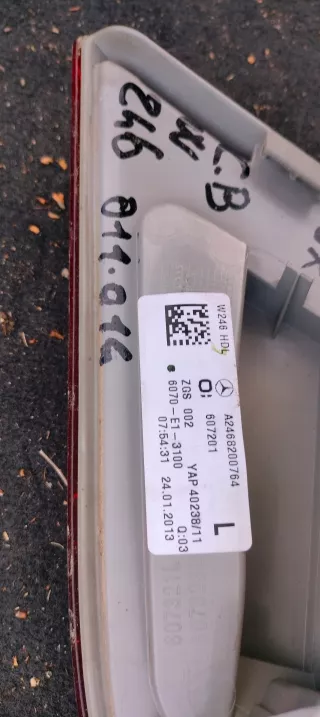 C.B
W
246
011.016
W246 HDL
A2468200764
L
607201
ZGS 002
YAP 40238/11
6070-E1-3100
Q:03
07:54:31
24.01.2013